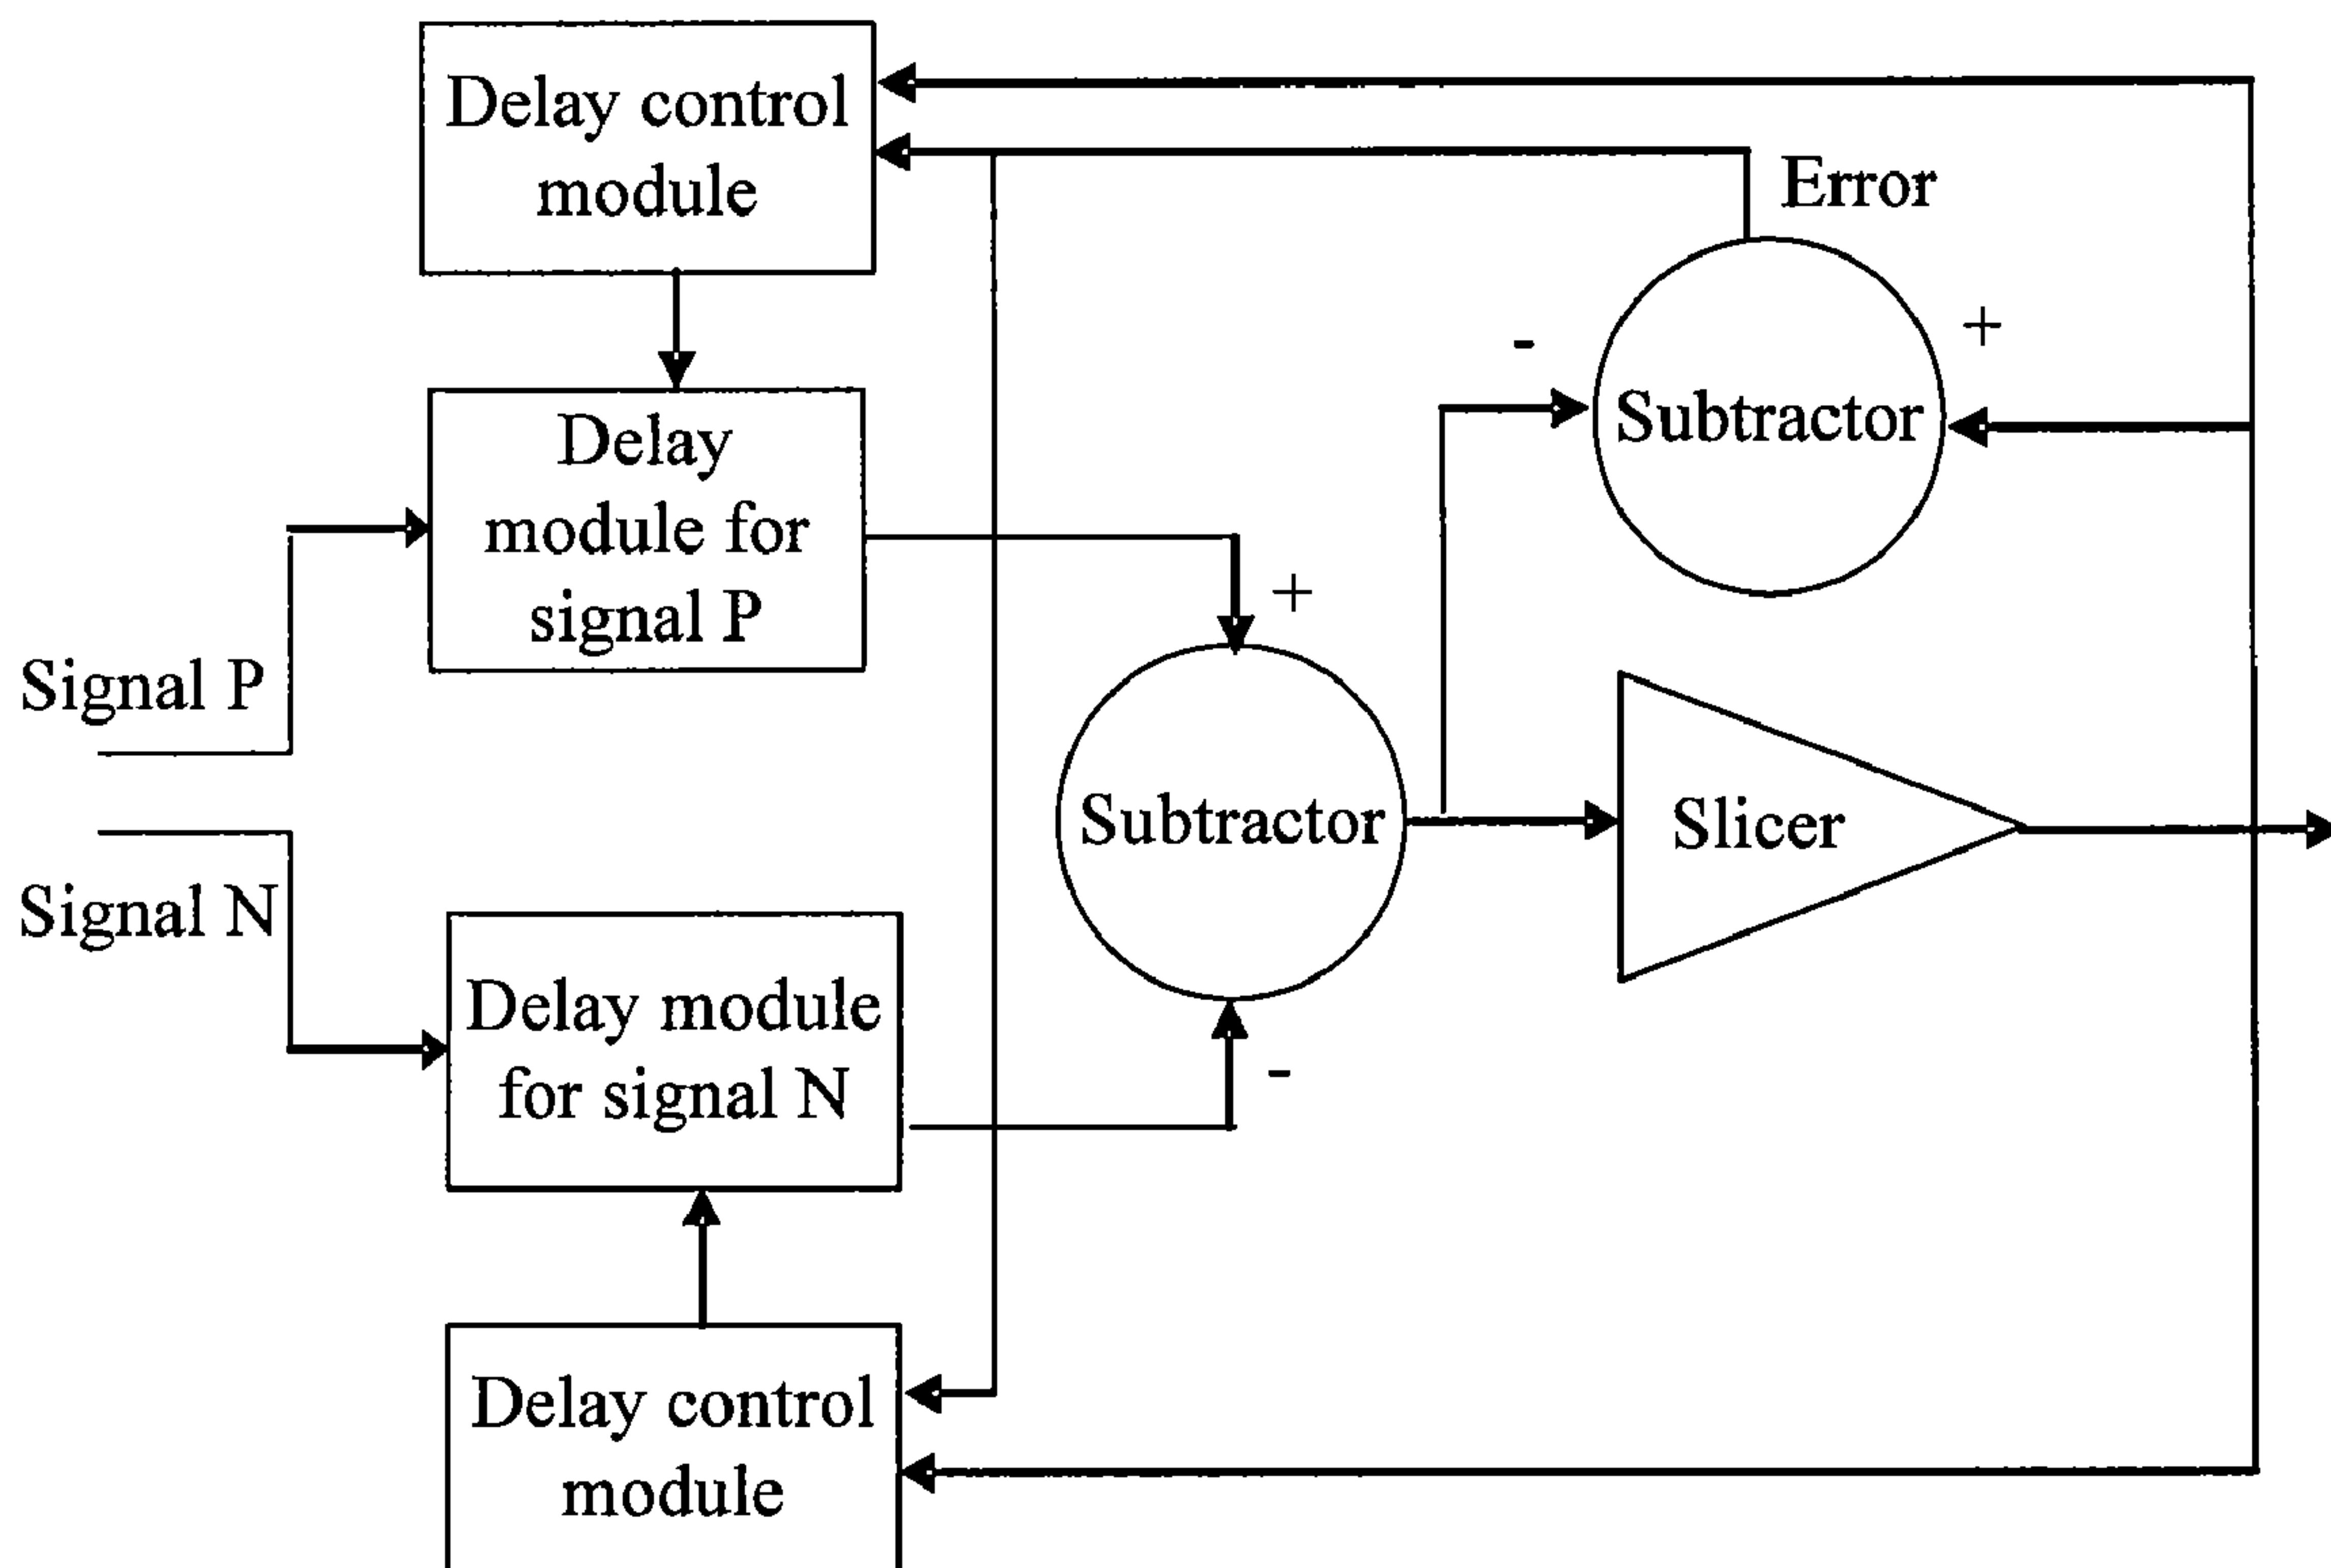 Delay control
module
Error
-
+
Subtractor
Delay
module for
signal P
+
Signal P
Subtractor
Slicer
Signal N
Delay module
for signal N
-
Delay control
module